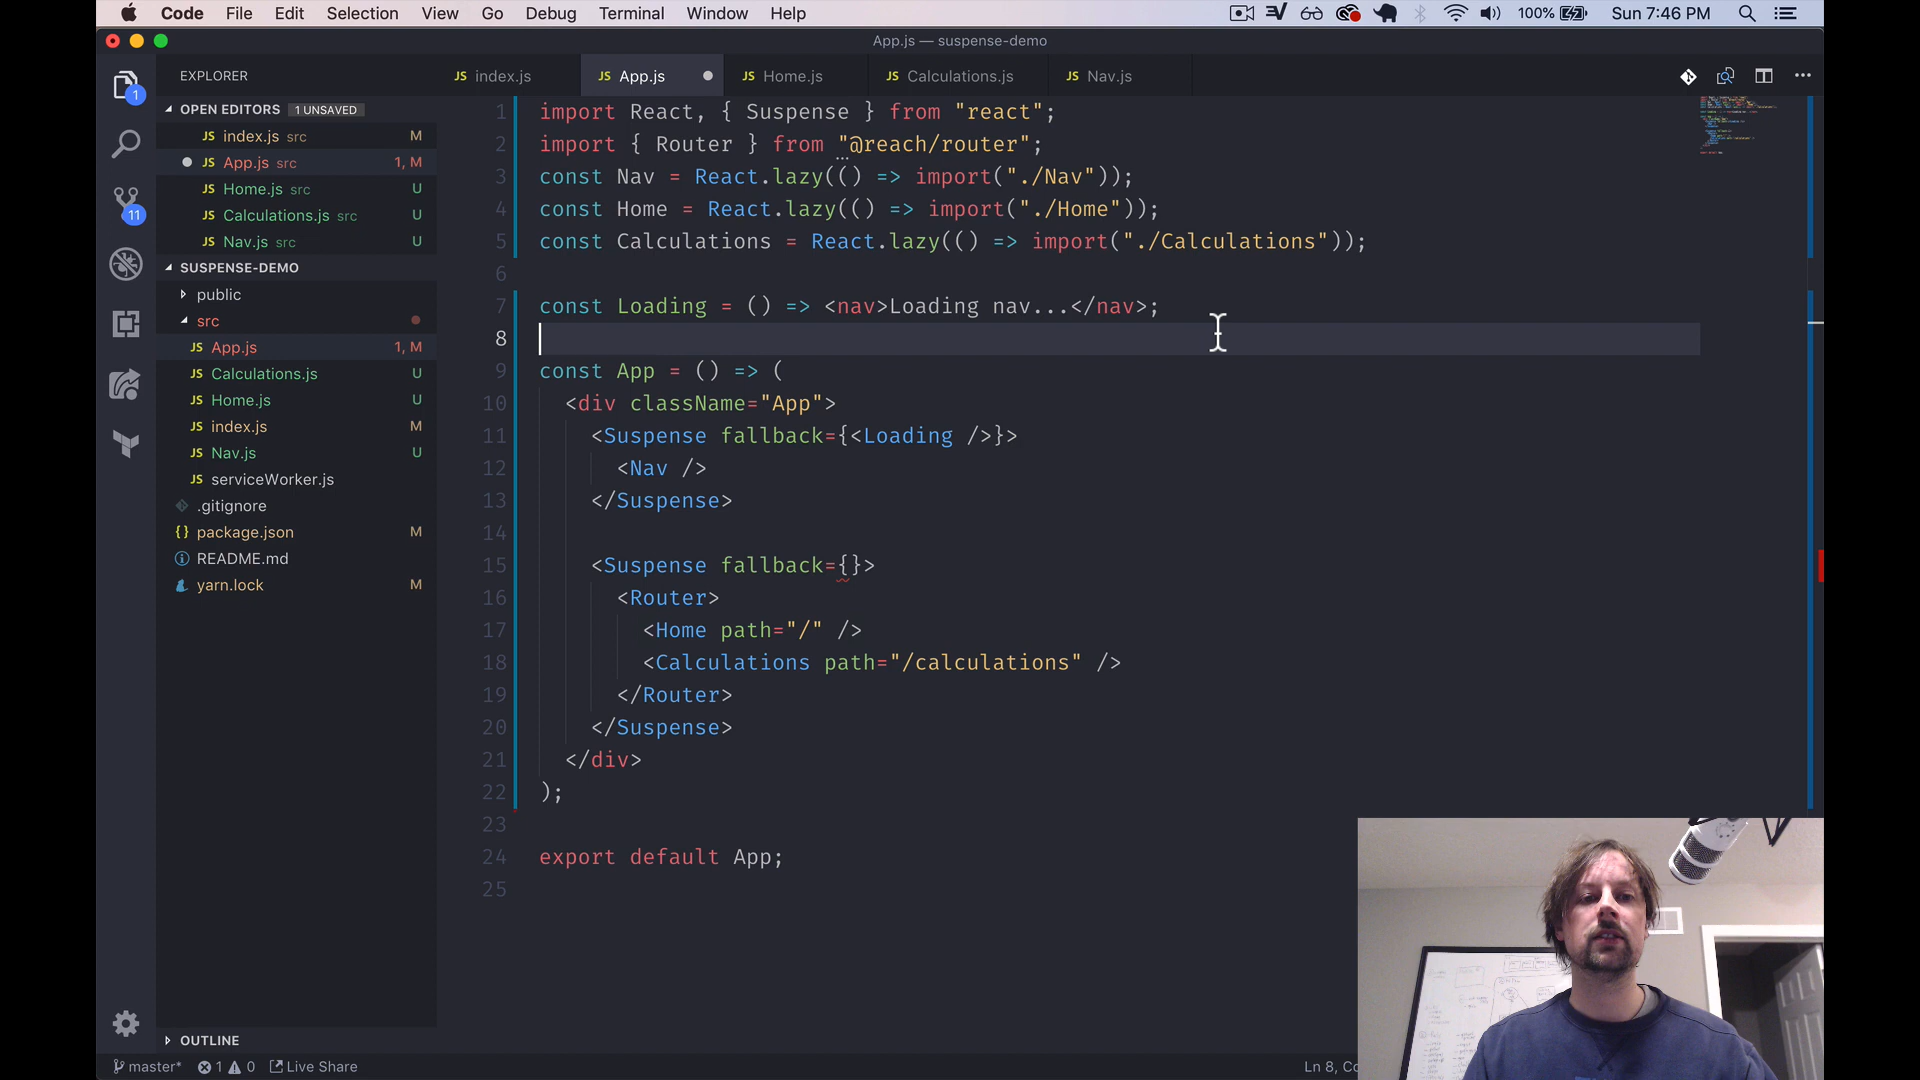 Code File Edit Selection View Go Debug Terminal Window Help 100% Sun 7:46 PM
App.js — suspense-demo
EXPLORER
JS index.js
JS App.js
JS Home.js
JS Calculations.js
JS Nav.js
1
11
OPEN EDITORS 1 UNSAVED
JS index.js src M
JS App.js src 1, M
JS Home.js src U
JS Calculations.js src U
JS Nav.js src U
SUSPENSE-DEMO
public
src
JS App.js 1, M
JS Calculations.js U
JS Home.js U
JS index.js M
JS Nav.js U
JS serviceWorker.js
.gitignore
{} package.json M
README.md
yarn.lock M
OUTLINE
1 import React, { Suspense } from "react";
2 import { Router } from "@reach/router";
3 const Nav = React.lazy(() => import("./Nav"));
4 const Home = React.lazy(() => import("./Home"));
5 const Calculations = React.lazy(() => import("./Calculations"));
6
7 const Loading = () => <nav>Loading nav...</nav>;
8
9 const App = () => (
10 <div className="App">
11 <Suspense fallback={<Loading />}>
12 <Nav />
13 </Suspense>
14
15 <Suspense fallback={}>
16 <Router>
17 <Home path="/" />
18 <Calculations path="/calculations" />
19 </Router>
20 </Suspense>
21 </div>
22 );
23
24 export default App;
25
master* 1 0 Live Share
Ln 8, Co